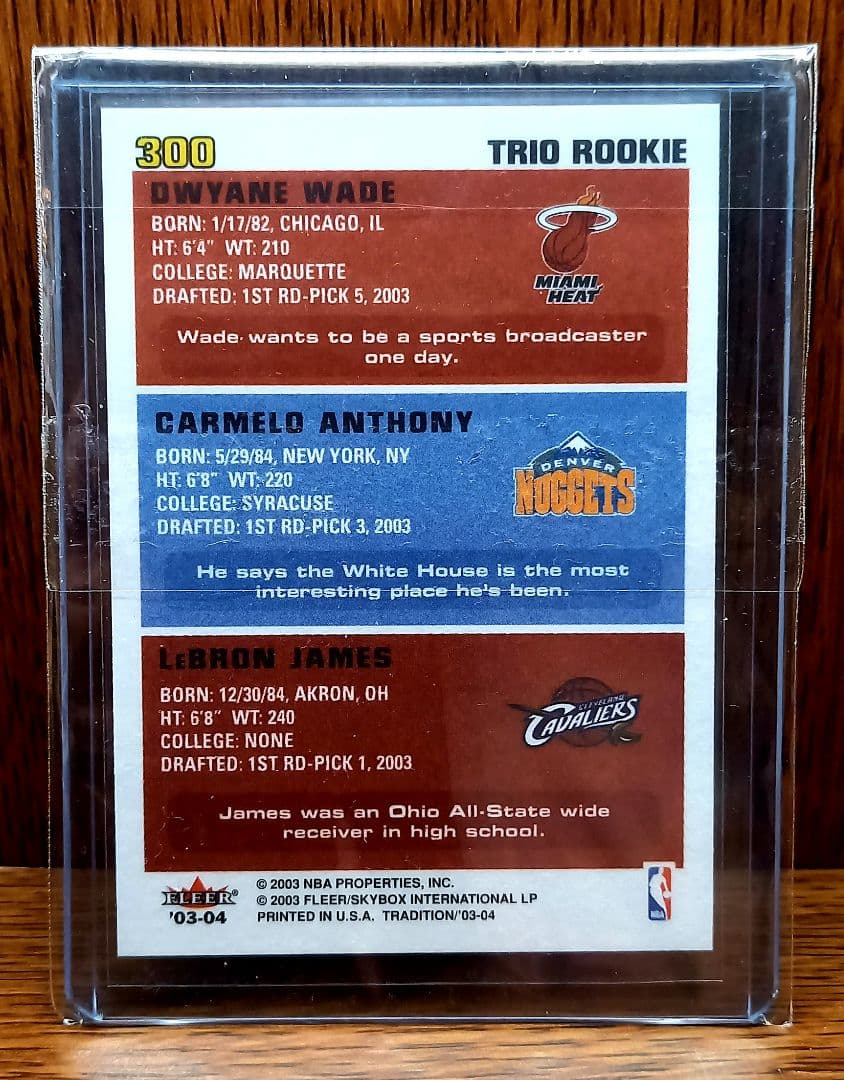 300
TRIO ROOKIE
DWYANE WADE
BORN: 1/17/82, CHICAGO, IL
HT: 6'4" WT: 210
COLLEGE: MARQUETTE
DRAFTED: 1ST RD-PICK 5, 2003
MIAMI
HEAT
Wade wants to be a sports broadcaster
one day.
CARMELO ANTHONY
BORN: 5/29/84, NEW YORK, NY
HT: 6'8" WT: 220
COLLEGE: SYRACUSE
DRAFTED: 1ST RD-PICK 3, 2003
DENVER
NUGGETS
He says the White House is the most
interesting place he's been.
LeBRON JAMES
BORN: 12/30/84, AKRON, OH
HT: 6'8" WT: 240
COLLEGE: NONE
DRAFTED: 1ST RD-PICK 1, 2003
CLEVELAND
CAVALIERS
James was an Ohio All-State wide
receiver in high school.
FLEER®
'03-04
© 2003 NBA PROPERTIES, INC.
© 2003 FLEER/SKYBOX INTERNATIONAL LP
PRINTED IN U.S.A. TRADITION/'03-04
NBA